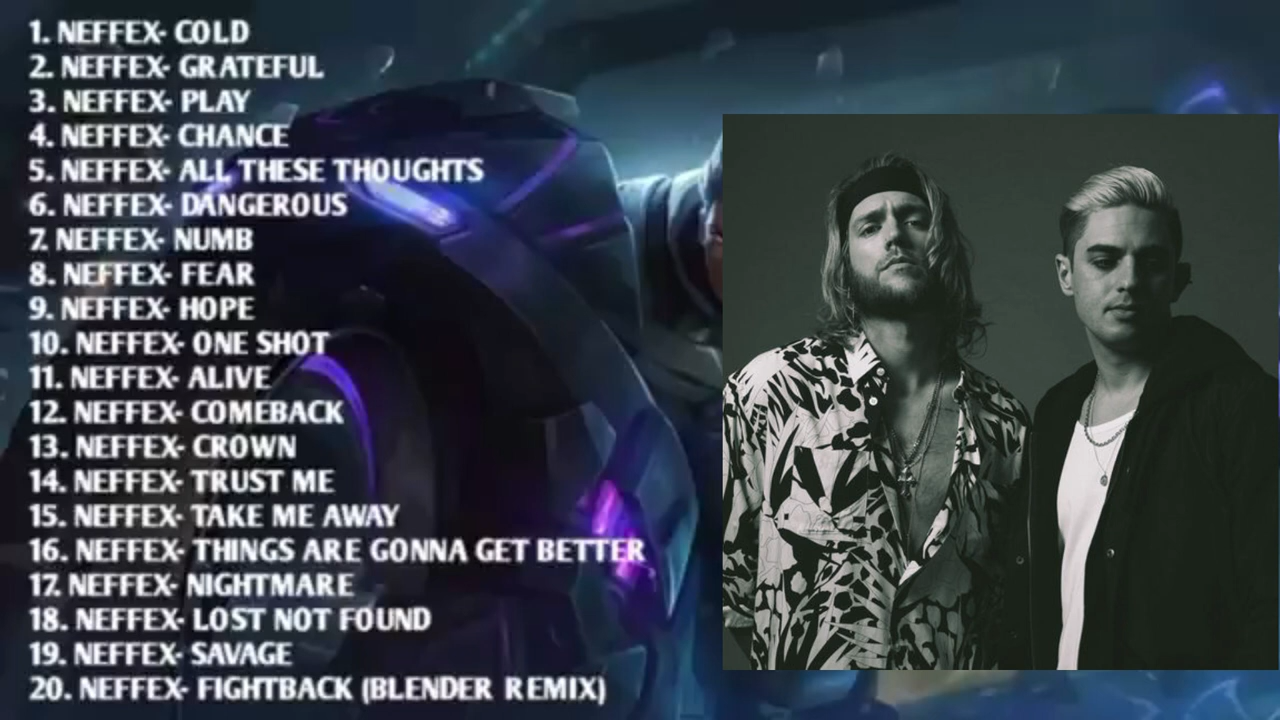 1. NEFFEX- COLD
2. NEFFEX- GRATEFUL
3. NEFFEX- PLAY
4. NEFFEX- CHANCE
5. NEFFEX- ALL THESE THOUGHTS
6. NEFFEX- DANGEROUS
7. NEFFEX- NUMB
8. NEFFEX- FEAR
9. NEFFEX- HOPE
10. NEFFEX- ONE SHOT
11. NEFFEX- ALIVE
12. NEFFEX- COMEBACK
13. NEFFEX- CROWN
14. NEFFEX- TRUST ME
15. NEFFEX- TAKE ME AWAY
16. NEFFEX- THINGS ARE GONNA GET BETTER
17. NEFFEX- NIGHTMARE
18. NEFFEX- LOST NOT FOUND
19. NEFFEX- SAVAGE
20. NEFFEX- FIGHTBACK (BLENDER REMIX)